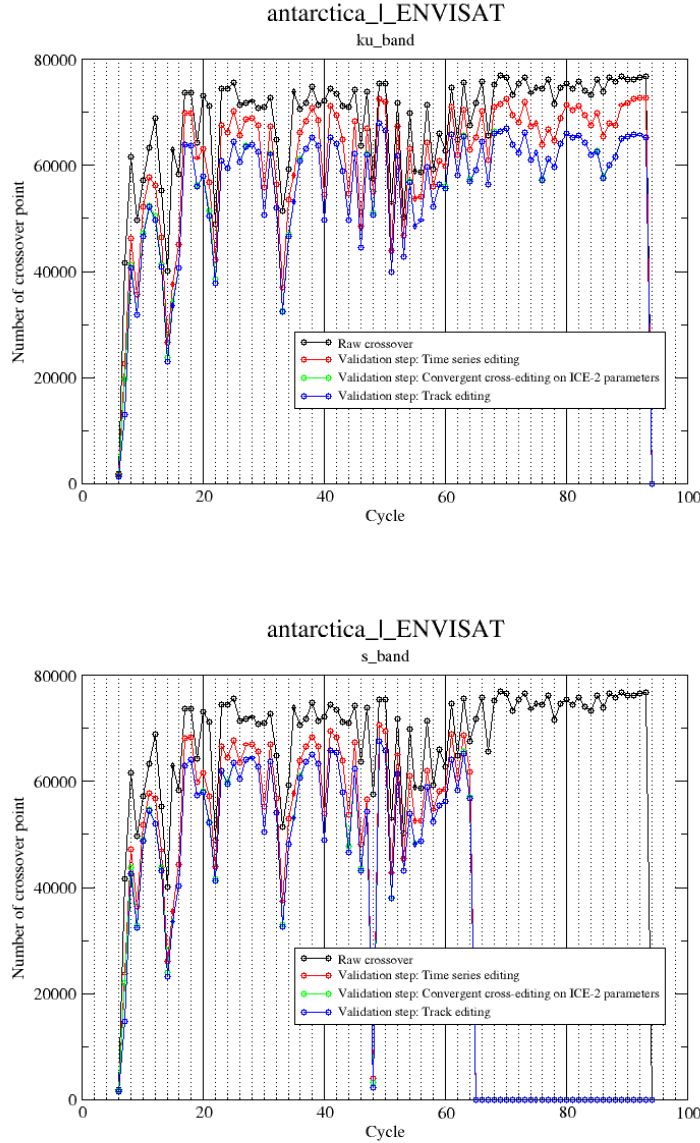 antarctica_l_ENVISAT
ku_band
80000
60000
40000
20000
0
Number of crossover point
Raw crossover
Validation step: Time series editing
Validation step: Convergent cross-editing on ICE-2 parameters
Validation step: Track editing
0 20 40 60 80 100
Cycle
antarctica_l_ENVISAT
s_band
80000
60000
40000
20000
0
Number of crossover point
Raw crossover
Validation step: Time series editing
Validation step: Convergent cross-editing on ICE-2 parameters
Validation step: Track editing
0 20 40 60 80 100
Cycle